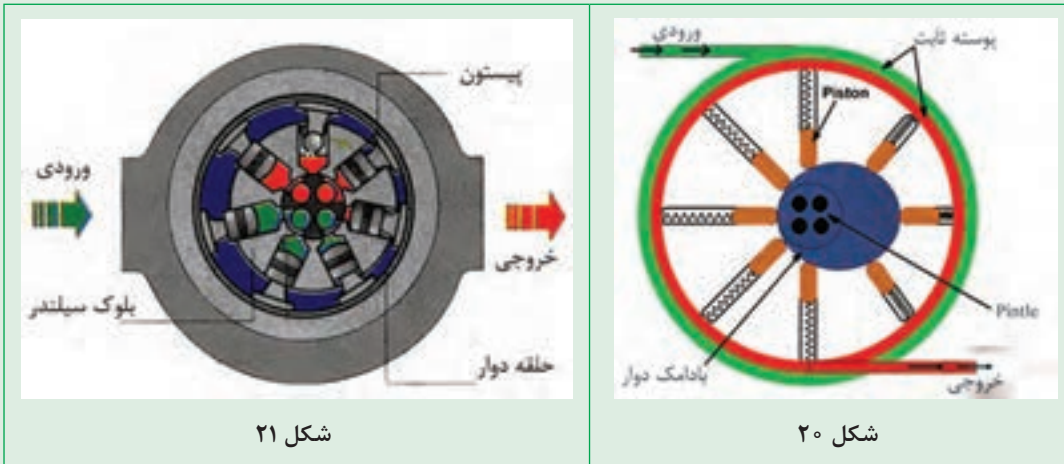 ورودی
پوسته ثابت
Piston
Pintle
بادامک دوار
خروجی
شکل ۲۰
پیستون
ورودی
خروجی
بلوک سیلندر
حلقه دوار
شکل ۲۱